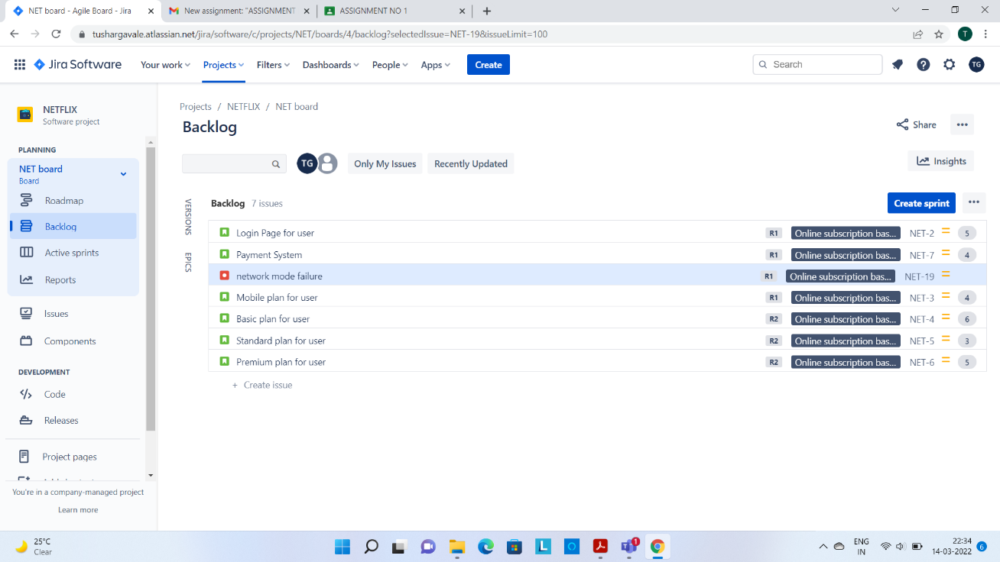 NET board - Agile Board - Jira
New assignment: "ASSIGNMENT
ASSIGNMENT NO 1
tushargavale.atlassian.net/jira/software/c/projects/NET/boards/4/backlog?selectedIssue=NET-19&issueLimit=100
T
Jira Software
Your work
Projects
Filters
Dashboards
People
Apps
Create
Search
TG
NETFLIX
Software project
PLANNING
NET board
Board
Roadmap
Backlog
Active sprints
Reports
Issues
Components
DEVELOPMENT
Code
Releases
Project pages
You're in a company-managed project
Learn more
Projects / NETFLIX / NET board
Backlog
Share
TG
Only My Issues
Recently Updated
Insights
VERSIONS
EPICS
Backlog 7 issues
Create sprint
Login Page for user R1 Online subscription bas... NET-2 5
Payment System R1 Online subscription bas... NET-7 4
network mode failure R1 Online subscription bas... NET-19
Mobile plan for user R1 Online subscription bas... NET-3 4
Basic plan for user R2 Online subscription bas... NET-4 6
Standard plan for user R2 Online subscription bas... NET-5 3
Premium plan for user R2 Online subscription bas... NET-6 5
+ Create issue
25°C
Clear
L
1
ENG
IN
22:34
14-03-2022
6